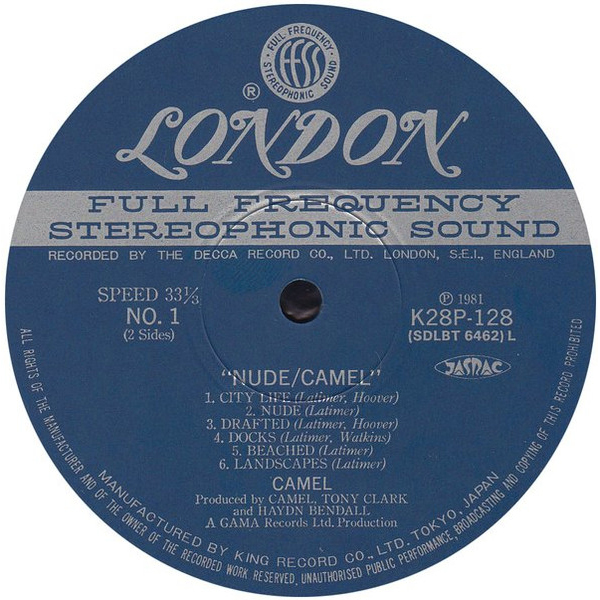 · FULL FREQUENCY ·
FFSS
STEREOPHONIC SOUND
®
LONDON
FULL FREQUENCY
STEREOPHONIC SOUND
RECORDED BY THE DECCA RECORD CO., LTD. LONDON, S.E.I., ENGLAND
SPEED 33⅓
NO. 1
(2 Sides)
℗ 1981
K28P-128
(SDLBT 6462) L
JASRAC
"NUDE/CAMEL"
1. CITY LIFE (Latimer, Hoover)
2. NUDE (Latimer)
3. DRAFTED (Latimer, Hoover)
4. DOCKS (Latimer, Watkins)
5. BEACHED (Latimer)
6. LANDSCAPES (Latimer)
CAMEL
Produced by CAMEL, TONY CLARK
and HAYDN BENDALL
A GAMA Records Ltd. Production
MANUFACTURED BY KING RECORD CO., LTD. TOKYO, JAPAN
ALL RIGHTS OF THE MANUFACTURER AND OF THE OWNER OF THE RECORDED WORK RESERVED, UNAUTHORISED PUBLIC PERFORMANCE, BROADCASTING AND COPYING OF THIS RECORD PROHIBITED